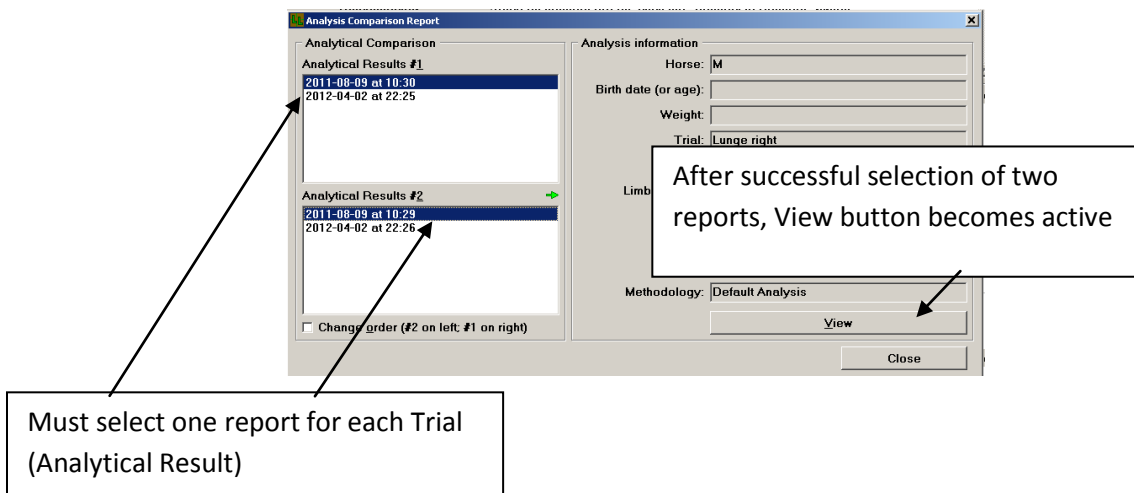 Analysis Comparison Report
Analytical Comparison
Analytical Results #1
2011-08-09 at 10:30
2012-04-02 at 22:25
Analytical Results #2
2011-08-09 at 10:29
2012-04-02 at 22:26
Change order (#2 on left; #1 on right)
Analysis information
Horse: M
Birth date (or age):
Weight:
Trial: Lunge right
Limb
After successful selection of two
reports, View button becomes active
Methodology: Default Analysis
View
Close
Must select one report for each Trial
(Analytical Result)